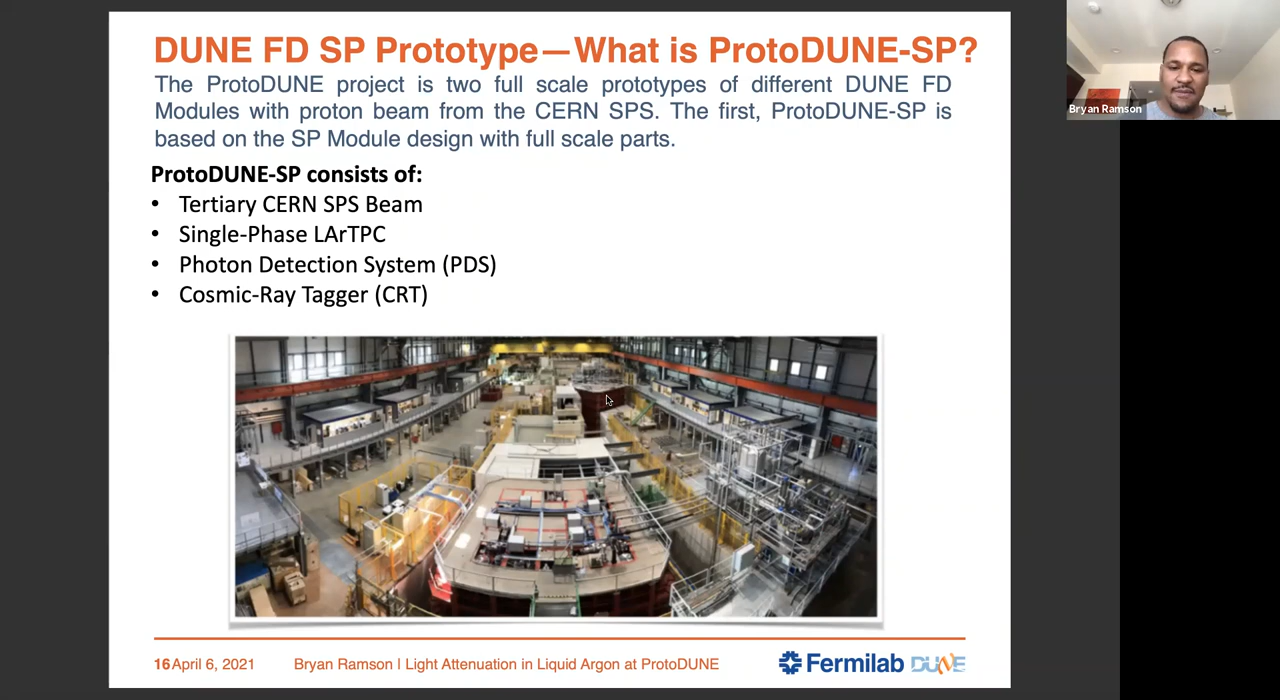 DUNE FD SP Prototype—What is ProtoDUNE-SP?
The ProtoDUNE project is two full scale prototypes of different DUNE FD
Modules with proton beam from the CERN SPS. The first, ProtoDUNE-SP is
based on the SP Module design with full scale parts.
ProtoDUNE-SP consists of:
• Tertiary CERN SPS Beam
• Single-Phase LArTPC
• Photon Detection System (PDS)
• Cosmic-Ray Tagger (CRT)
16 April 6, 2021 Bryan Ramson | Light Attenuation in Liquid Argon at ProtoDUNE Fermilab DUNE
Bryan Ramson